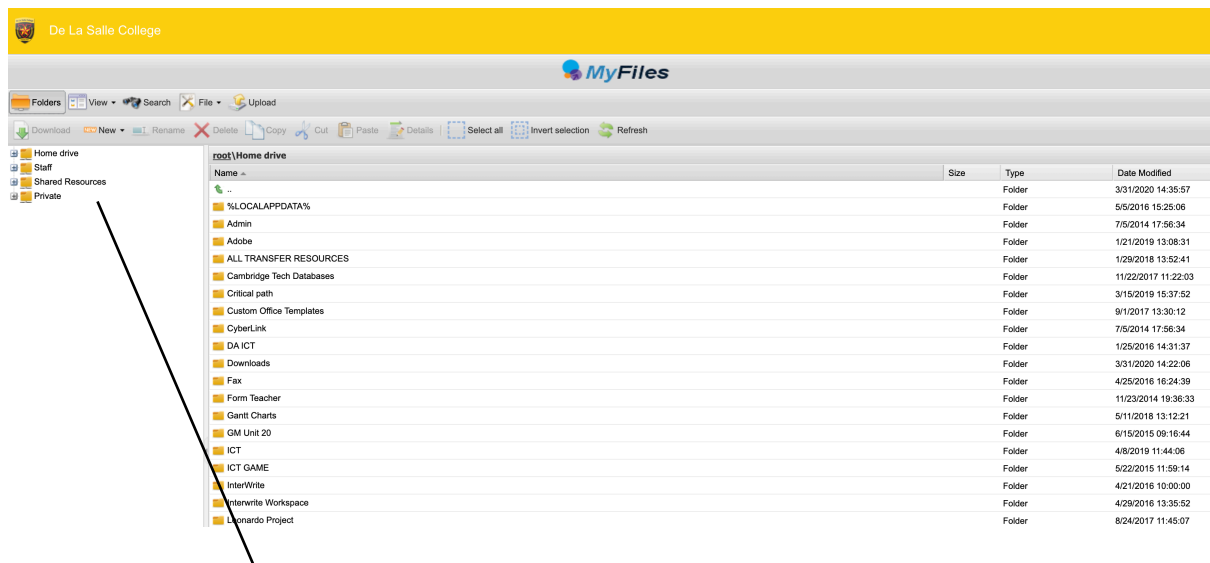 De La Salle College
MyFiles
Folders View Search File Upload
Download New Rename Delete Copy Cut Paste Details Select all Invert selection Refresh
Home drive
Staff
Shared Resources
Private
root\Home drive
Name Size Type Date Modified
.. Folder 3/31/2020 14:35:57
%LOCALAPPDATA% Folder 5/5/2016 15:25:06
Admin Folder 7/5/2014 17:56:34
Adobe Folder 1/21/2019 13:08:31
ALL TRANSFER RESOURCES Folder 1/29/2018 13:52:41
Cambridge Tech Databases Folder 11/22/2017 11:22:03
Critical path Folder 3/15/2019 15:37:52
Custom Office Templates Folder 9/1/2017 13:30:12
CyberLink Folder 7/5/2014 17:56:34
DA ICT Folder 1/25/2016 14:31:37
Downloads Folder 3/31/2020 14:22:06
Fax Folder 4/25/2016 16:24:39
Form Teacher Folder 11/23/2014 19:36:33
Gantt Charts Folder 5/11/2018 13:12:21
GM Unit 20 Folder 6/15/2015 09:16:44
ICT Folder 4/8/2019 11:44:06
ICT GAME Folder 5/22/2015 11:59:14
InterWrite Folder 4/21/2016 10:00:00
Interwrite Workspace Folder 4/29/2016 13:35:52
Leonardo Project Folder 8/24/2017 11:45:07